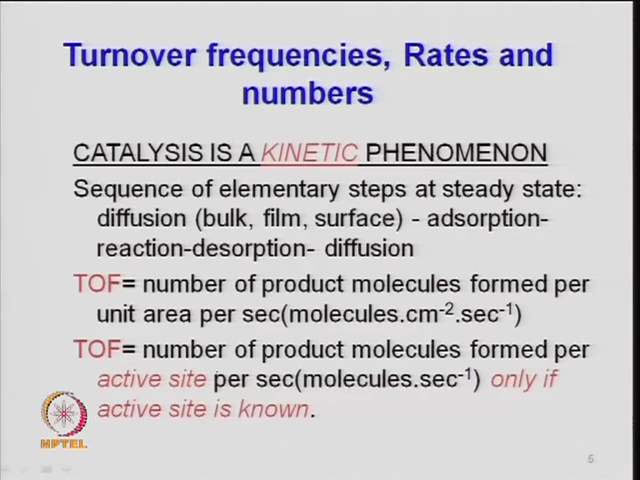 Turnover frequencies, Rates and
numbers
CATALYSIS IS A KINETIC PHENOMENON
Sequence of elementary steps at steady state:
diffusion (bulk, film, surface) - adsorption-
reaction-desorption- diffusion
TOF= number of product molecules formed per
unit area per sec(molecules.cm⁻².sec⁻¹)
TOF= number of product molecules formed per
active site per sec(molecules.sec⁻¹) only if
active site is known.
NPTEL
6